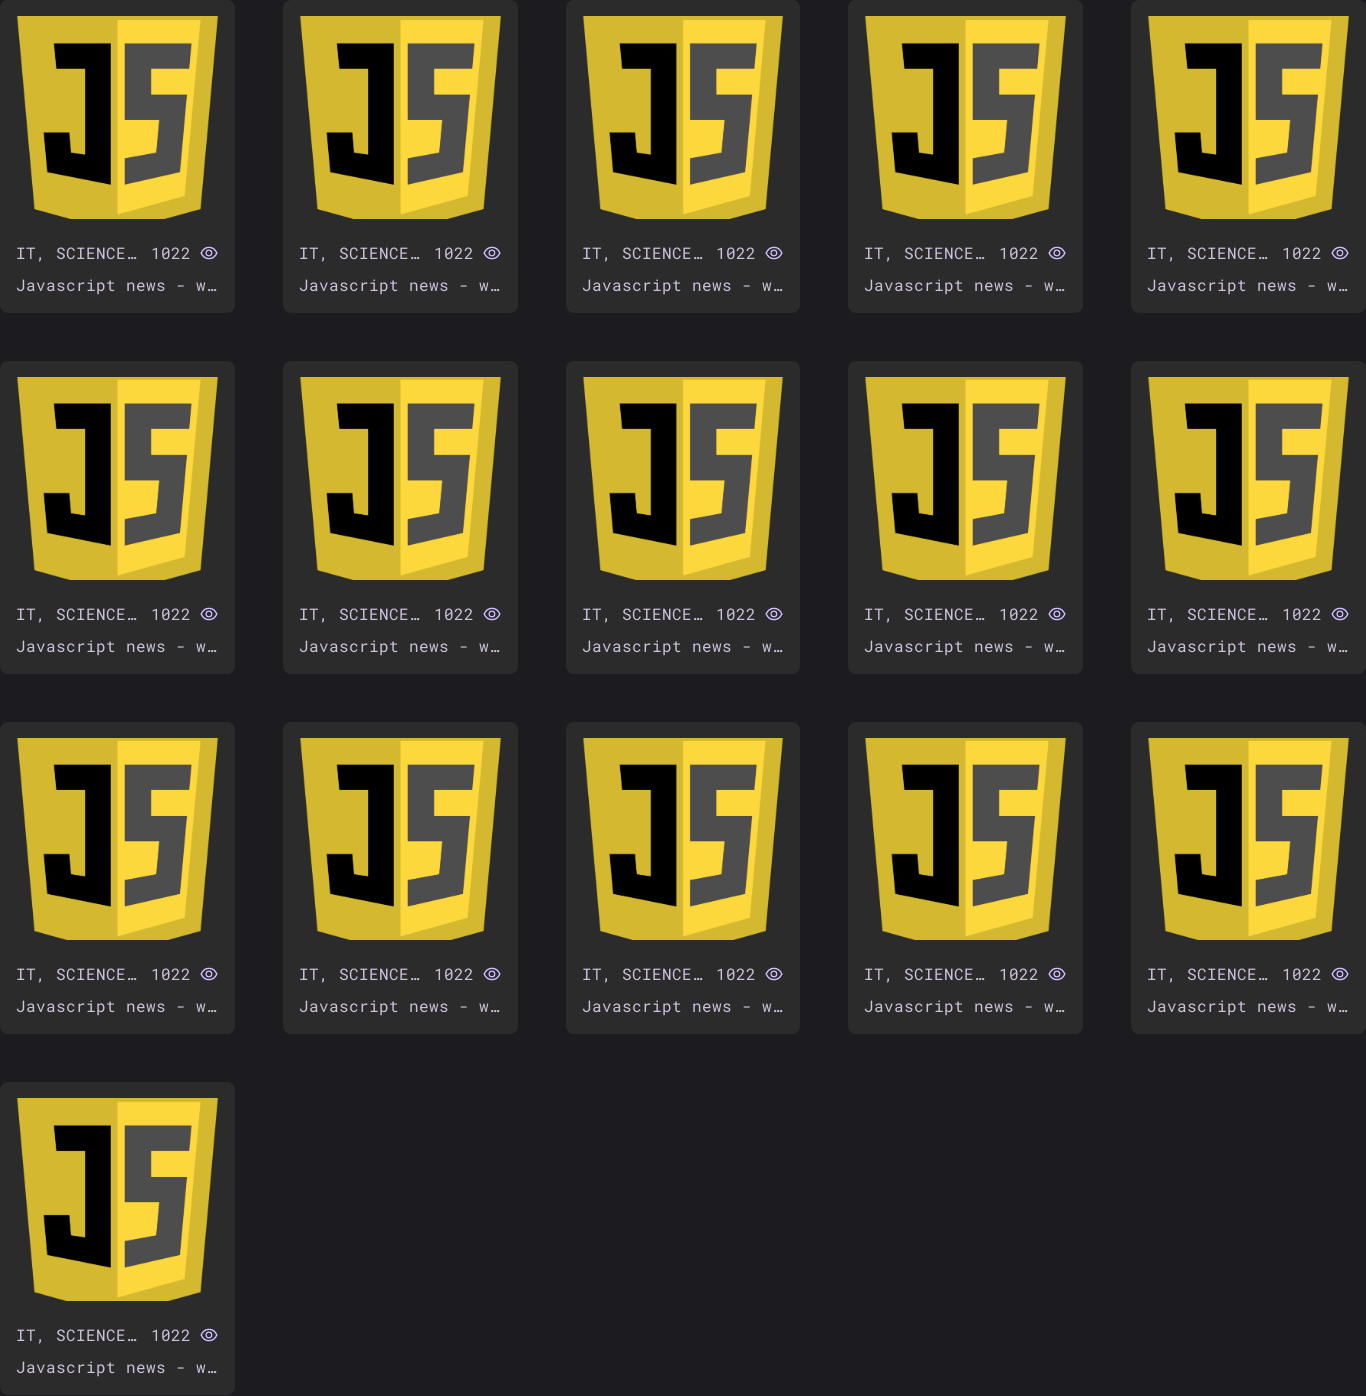 JS JS JS JS JS
IT, SCIENCE… 1022 IT, SCIENCE… 1022 IT, SCIENCE… 1022 IT, SCIENCE… 1022 IT, SCIENCE… 1022
Javascript news - w… Javascript news - w… Javascript news - w… Javascript news - w… Javascript news - w…
JS JS JS JS JS
IT, SCIENCE… 1022 IT, SCIENCE… 1022 IT, SCIENCE… 1022 IT, SCIENCE… 1022 IT, SCIENCE… 1022
Javascript news - w… Javascript news - w… Javascript news - w… Javascript news - w… Javascript news - w…
JS JS JS JS JS
IT, SCIENCE… 1022 IT, SCIENCE… 1022 IT, SCIENCE… 1022 IT, SCIENCE… 1022 IT, SCIENCE… 1022
Javascript news - w… Javascript news - w… Javascript news - w… Javascript news - w… Javascript news - w…
JS
IT, SCIENCE… 1022
Javascript news - w…